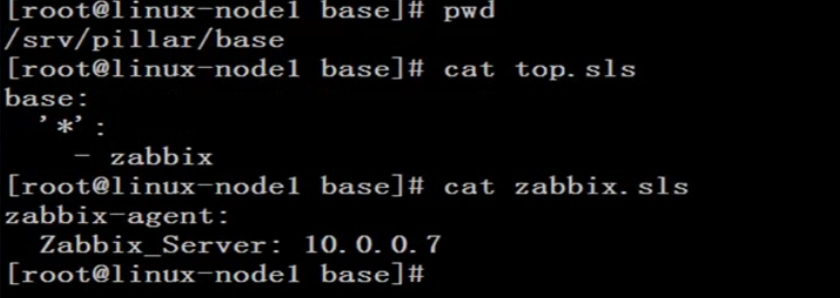 [root@linux-node1 base]# pwd
/srv/pillar/base
[root@linux-node1 base]# cat top.sls
base:
  '*':
    - zabbix
[root@linux-node1 base]# cat zabbix.sls
zabbix-agent:
  Zabbix_Server: 10.0.0.7
[root@linux-node1 base]#